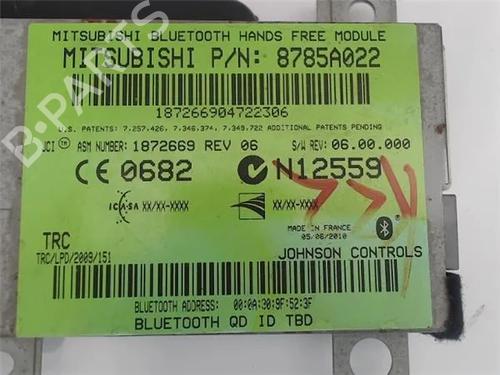 MITSUBISHI BLUETOOTH HANDS FREE MODULE
MITSUBISHI P/N: 8785A022
187266904722306
U.S. PATENTS: 7,257,426, 7,346,374, 7,349,722 ADDITIONAL PATENTS PENDING
JCI TM ASM NUMBER: 1872669 REV 06 S/W REV: 06.00.000
CE 0682 N12559
ICASA XX/XX-XXXX XX/XX-XXXX
MADE IN FRANCE
05/06/2010
TRC
TRC/LPD/2009/151
JOHNSON CONTROLS
BLUETOOTH ADDRESS: 00:0A:30:9F:52:3F
BLUETOOTH QD ID TBD
B-PARTS